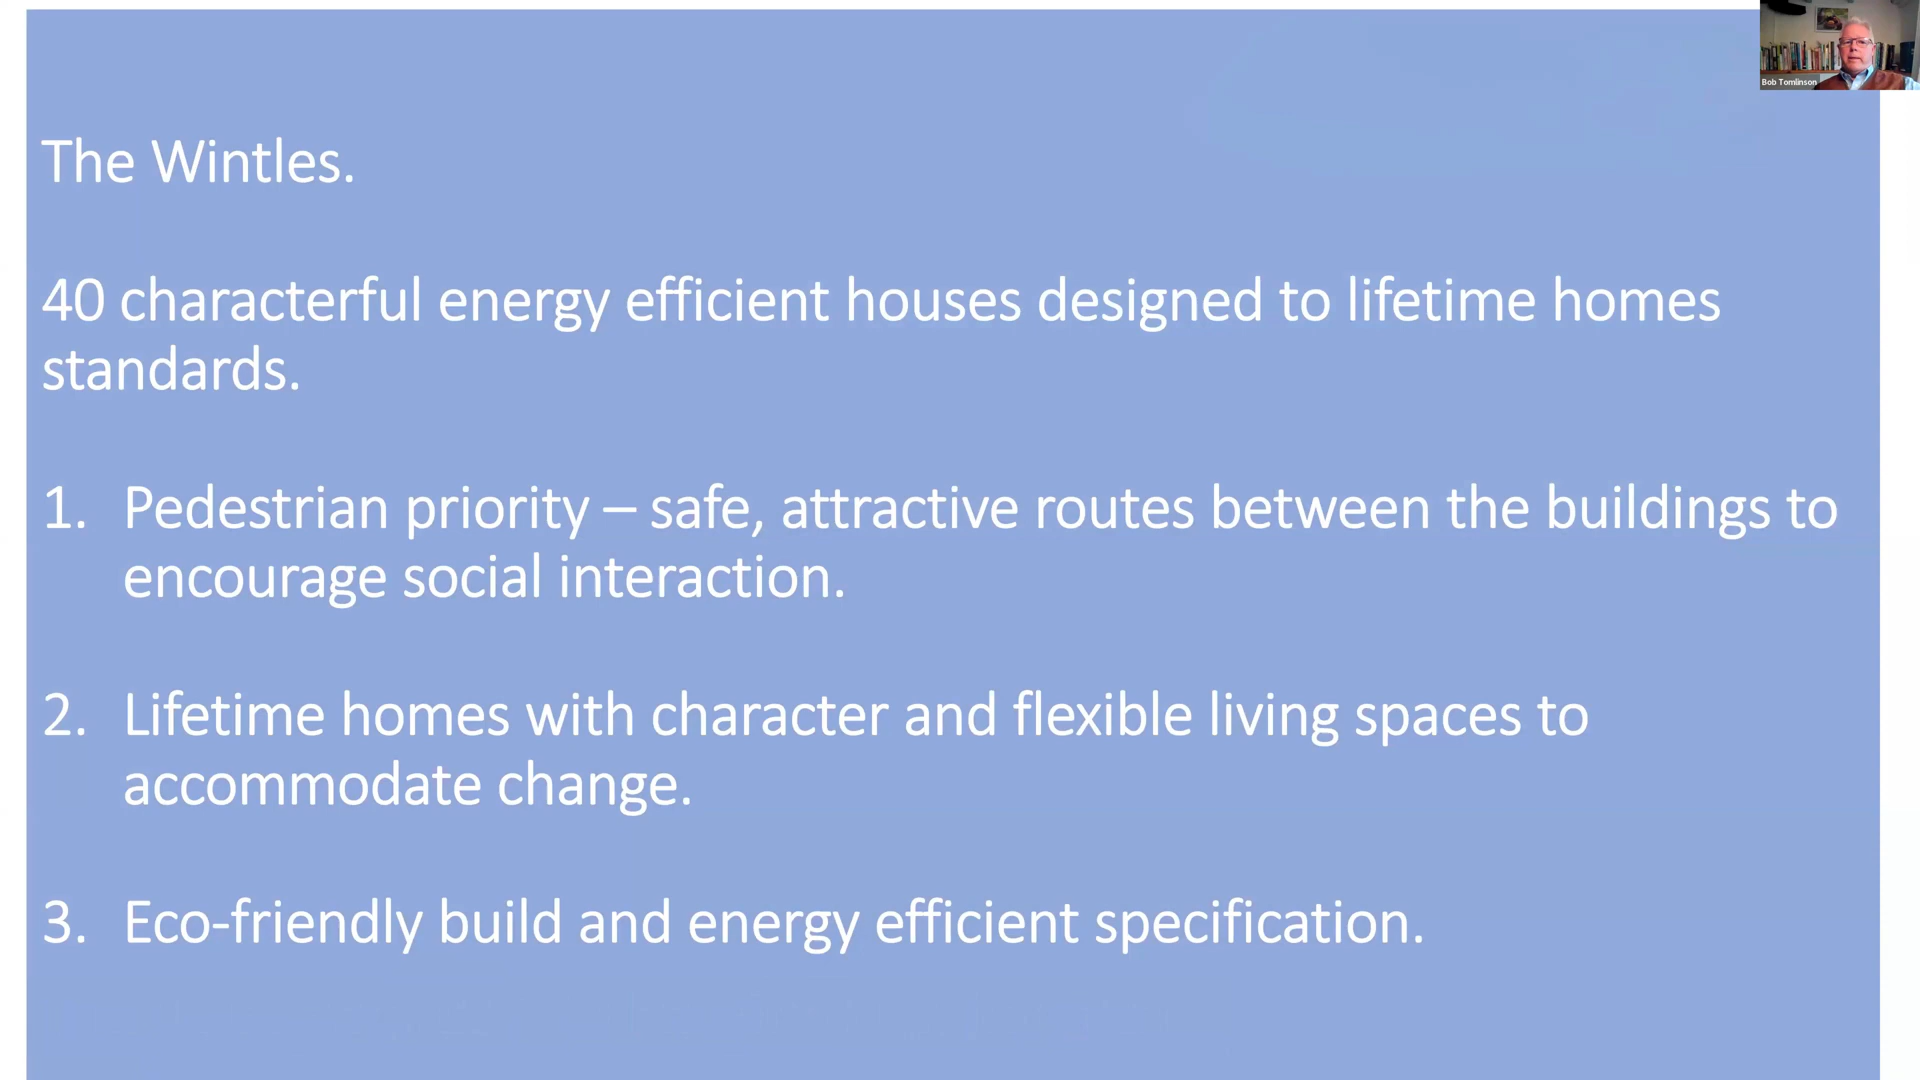 Bob Tomlinson
The Wintles.
40 characterful energy efficient houses designed to lifetime homes
standards.
1. Pedestrian priority – safe, attractive routes between the buildings to
encourage social interaction.
2. Lifetime homes with character and flexible living spaces to
accommodate change.
3. Eco-friendly build and energy efficient specification.